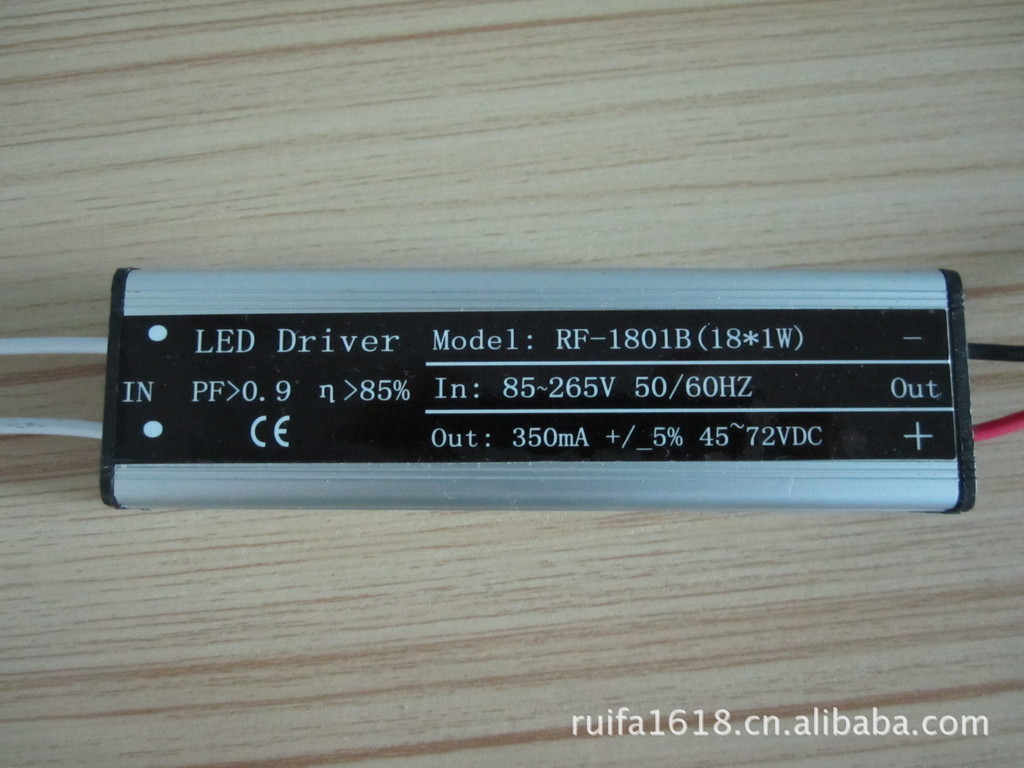 LED Driver Model: RF-1801B(18*1W) -
IN PF>0.9 η>85% In: 85~265V 50/60HZ Out
CE Out: 350mA +/_5% 45~72VDC +
ruifa1618.cn.alibaba.com